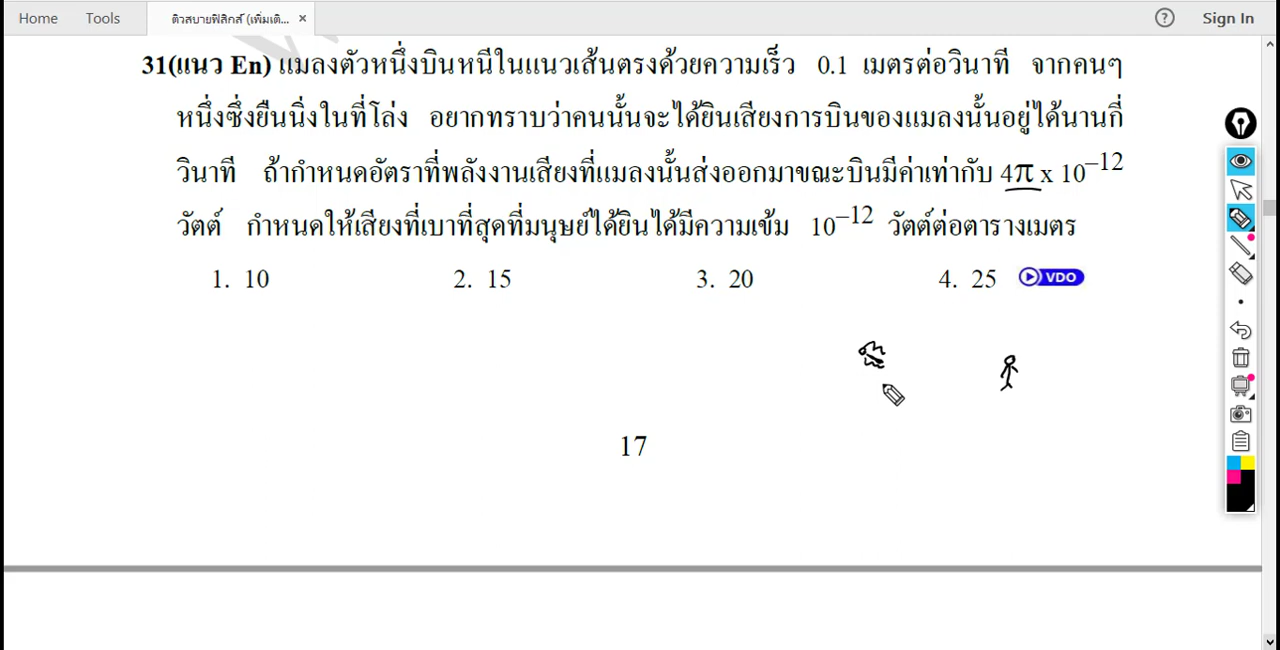 Home Tools ติวสบายฟิสิกส์ (เพิ่มเติ... × ? Sign In
31(แนว En) แมลงตัวหนึ่งบินหนีในแนวเส้นตรงด้วยความเร็ว 0.1 เมตรต่อวินาที จากคนๆ
หนึ่งซึ่งยืนนิ่งในที่โล่ง อยากทราบว่าคนนั้นจะได้ยินเสียงการบินของแมลงนั้นอยู่ได้นานกี่
วินาที ถ้ากำหนดอัตราที่พลังงานเสียงที่แมลงนั้นส่งออกมาขณะบินมีค่าเท่ากับ 4π x 10⁻¹²
วัตต์ กำหนดให้เสียงที่เบาที่สุดที่มนุษย์ได้ยินได้มีความเข้ม 10⁻¹² วัตต์ต่อตารางเมตร
1. 10 2. 15 3. 20 4. 25 VDO
17